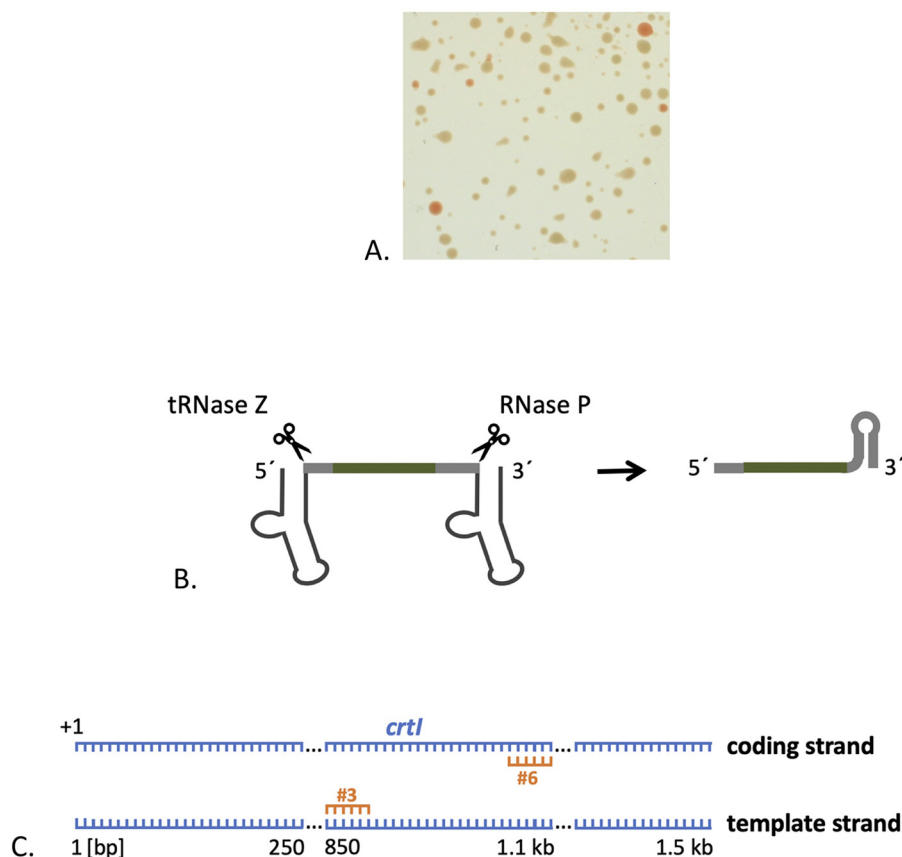 A.
tRNase Z
RNase P
5´
3´
5´
3´
B.
+1
crtI
...
...
coding strand
#6
#3
...
...
template strand
C.
1 [bp]
250
850
1.1 kb
1.5 kb